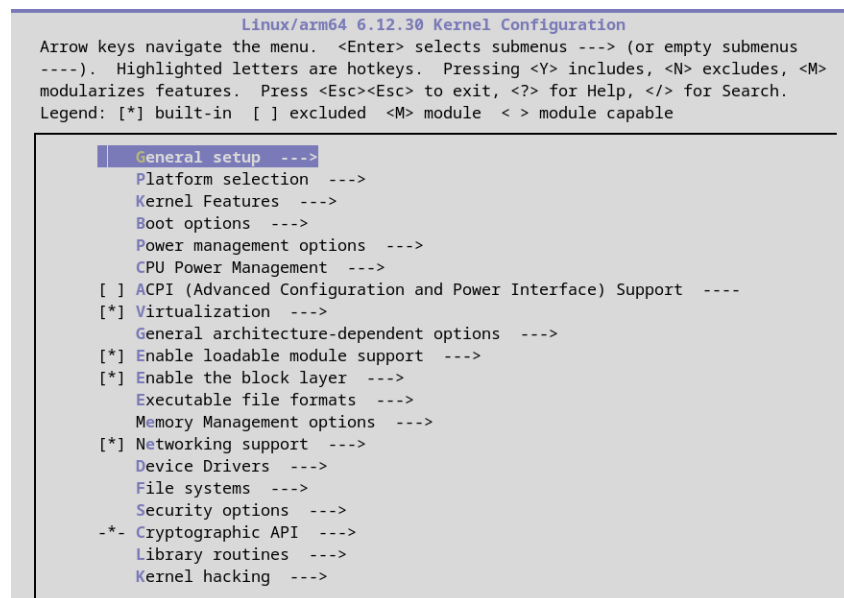 Linux/arm64 6.12.30 Kernel Configuration
Arrow keys navigate the menu.  <Enter> selects submenus ---> (or empty submenus
----).  Highlighted letters are hotkeys.  Pressing <Y> includes, <N> excludes, <M>
modularizes features.  Press <Esc><Esc> to exit, <?> for Help, </> for Search.
Legend: [*] built-in  [ ] excluded  <M> module  < > module capable
General setup  --->
Platform selection  --->
Kernel Features  --->
Boot options  --->
Power management options  --->
CPU Power Management  --->
[ ] ACPI (Advanced Configuration and Power Interface) Support  ----
[*] Virtualization  --->
General architecture-dependent options  --->
[*] Enable loadable module support  --->
[*] Enable the block layer  --->
Executable file formats  --->
Memory Management options  --->
[*] Networking support  --->
Device Drivers  --->
File systems  --->
Security options  --->
-*- Cryptographic API  --->
Library routines  --->
Kernel hacking  --->